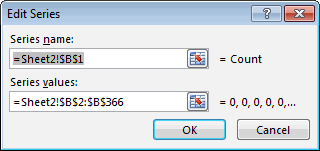 Edit Series
?
Series name:
=Sheet2!$B$1 = Count
Series values:
=Sheet2!$B$2:$B$366 = 0, 0, 0, 0, 0,...
OK Cancel